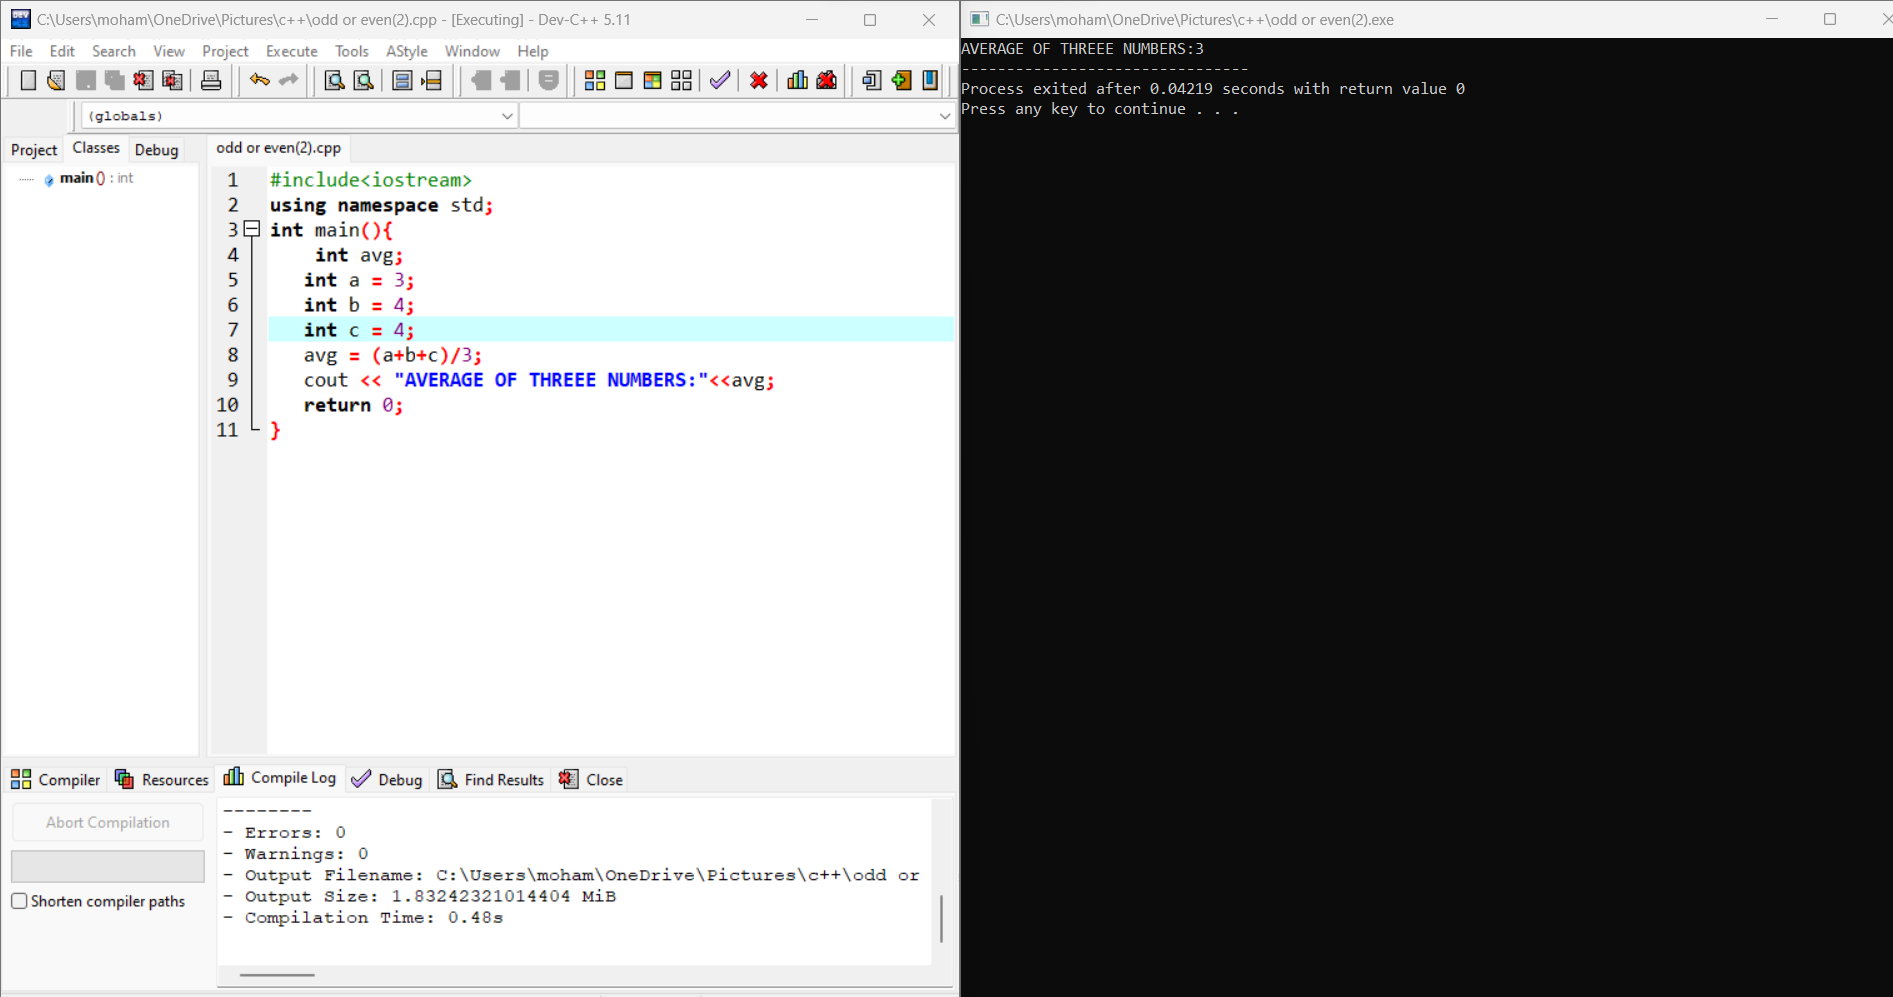 C:\Users\moham\OneDrive\Pictures\c++\odd or even(2).cpp - [Executing] - Dev-C++ 5.11
File Edit Search View Project Execute Tools AStyle Window Help
(globals)
Project Classes Debug
main () : int
odd or even(2).cpp
1 #include<iostream>
2 using namespace std;
3 int main(){
4 int avg;
5 int a = 3;
6 int b = 4;
7 int c = 4;
8 avg = (a+b+c)/3;
9 cout << "AVERAGE OF THREEE NUMBERS:"<<avg;
10 return 0;
11 }
Compiler Resources Compile Log Debug Find Results Close
Abort Compilation
Shorten compiler paths
--------
- Errors: 0
- Warnings: 0
- Output Filename: C:\Users\moham\OneDrive\Pictures\c++\odd or
- Output Size: 1.83242321014404 MiB
- Compilation Time: 0.48s
C:\Users\moham\OneDrive\Pictures\c++\odd or even(2).exe
AVERAGE OF THREEE NUMBERS:3
--------------------------------
Process exited after 0.04219 seconds with return value 0
Press any key to continue . . .